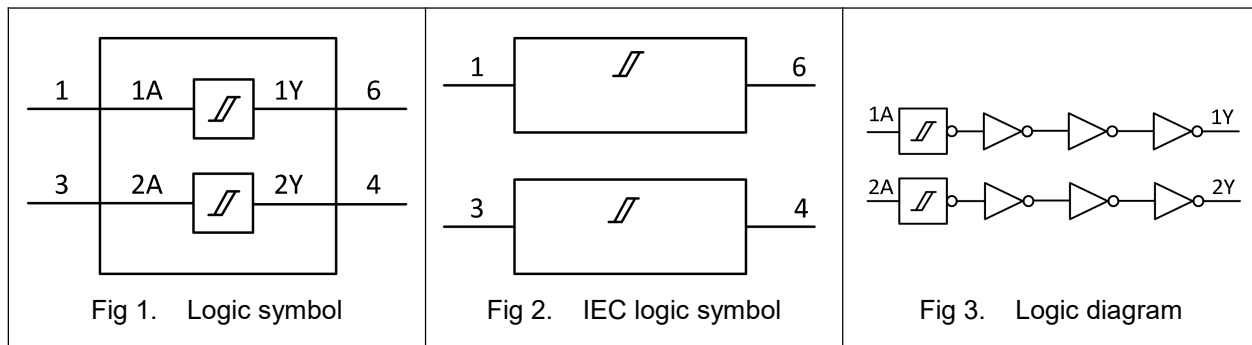 1 1A 1Y 6
3 2A 2Y 4
Fig 1. Logic symbol
1 6
3 4
Fig 2. IEC logic symbol
1A 1Y
2A 2Y
Fig 3. Logic diagram